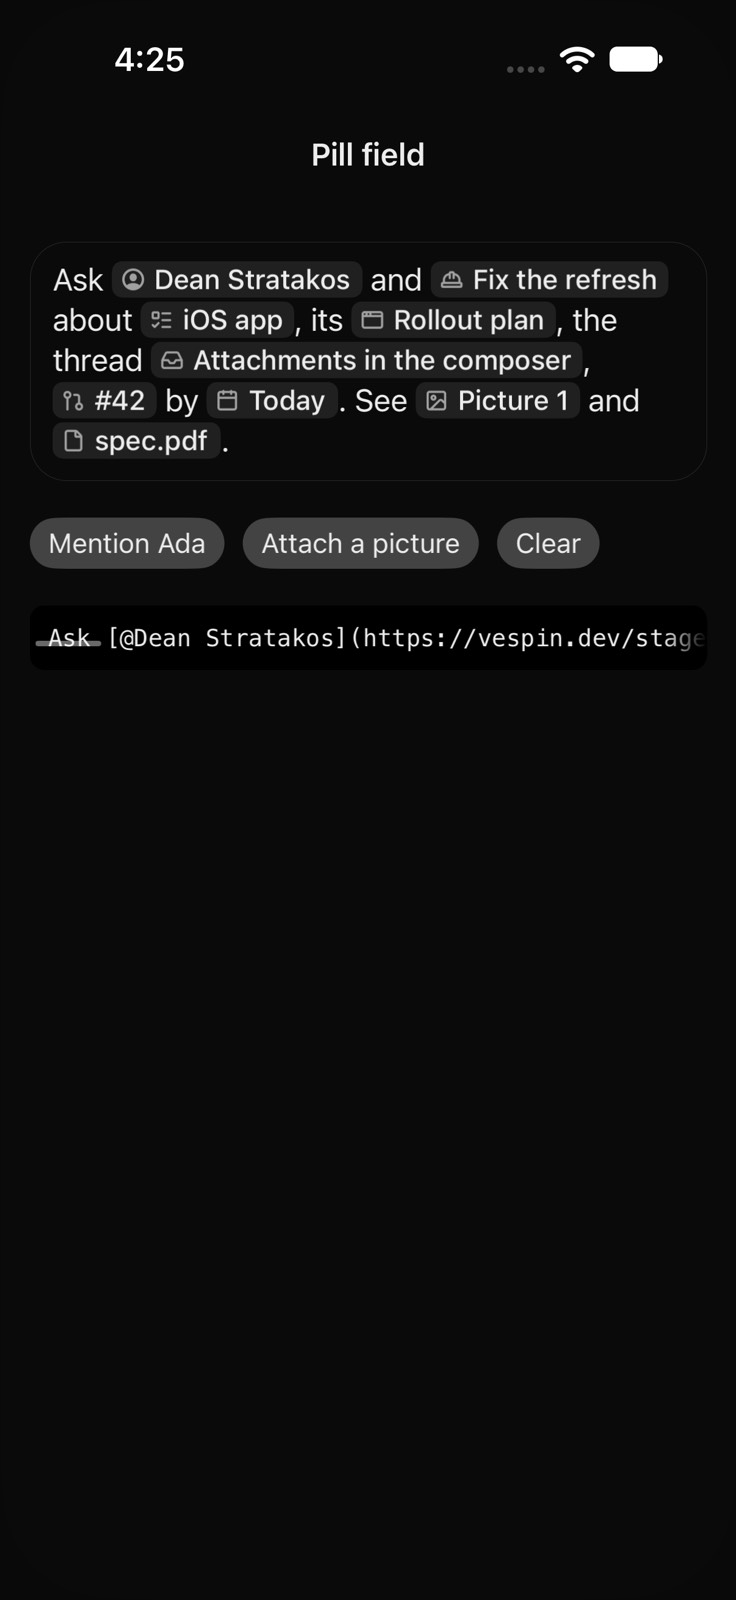 4:25
Pill field
Ask Dean Stratakos and Fix the refresh
about iOS app, its Rollout plan, the
thread Attachments in the composer,
#42 by Today. See Picture 1 and
spec.pdf.
Mention Ada Attach a picture Clear
Ask [@Dean Stratakos](https://vespin.dev/stage